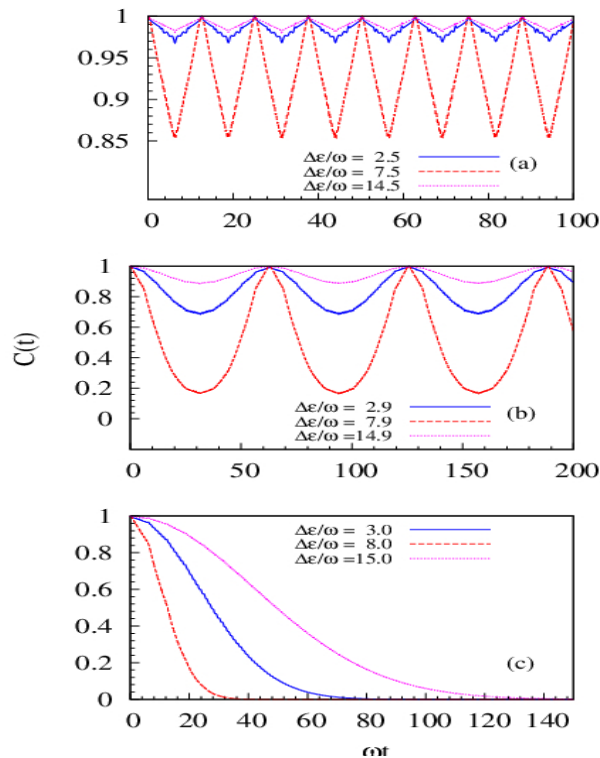 1
0.95
0.9
0.85
Δε/ω = 2.5
Δε/ω = 7.5
Δε/ω =14.5
(a)
0 20 40 60 80 100
C(t)
1
0.8
0.6
0.4
0.2
0
Δε/ω = 2.9
Δε/ω = 7.9
Δε/ω =14.9
(b)
0 50 100 150 200
1
0.8
0.6
0.4
0.2
0
Δε/ω = 3.0
Δε/ω = 8.0
Δε/ω =15.0
(c)
0 20 40 60 80 100 120 140
ωt